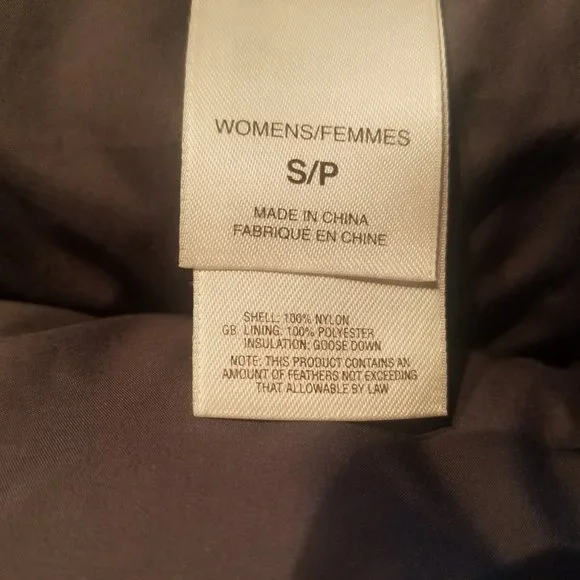 WOMENS/FEMMES
S/P
MADE IN CHINA
FABRIQUÉ EN CHINE
SHELL: 100% NYLON
GB LINING: 100% POLYESTER
INSULATION: GOOSE DOWN
NOTE: THIS PRODUCT CONTAINS AN
AMOUNT OF FEATHERS NOT EXCEEDING
THAT ALLOWABLE BY LAW